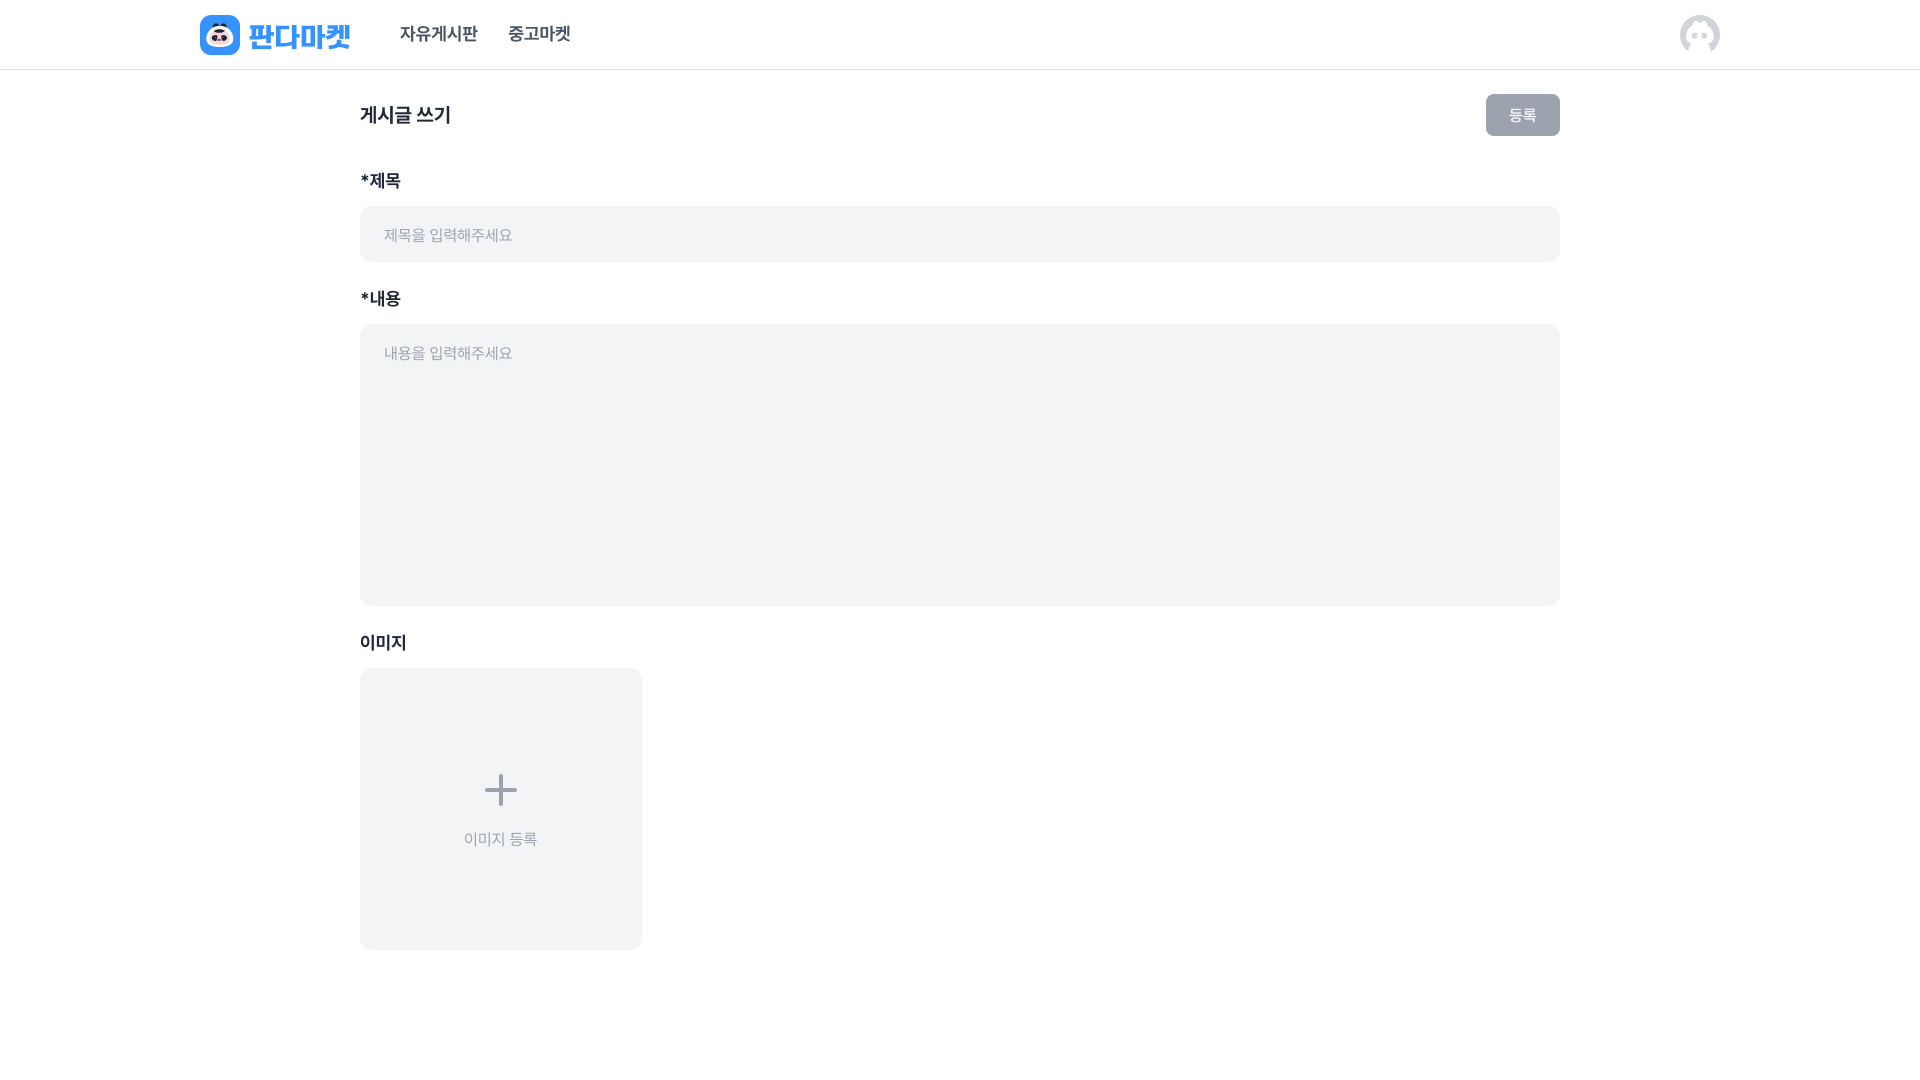 판다마켓
자유게시판
중고마켓
게시글 쓰기
등록
*제목
제목을 입력해주세요
*내용
내용을 입력해주세요
이미지
이미지 등록